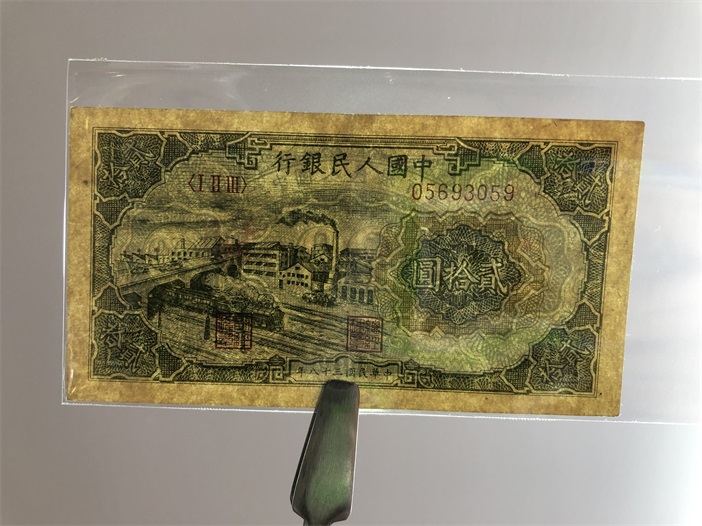 行銀民人國中
〈I II III〉
05693059
圓拾貳
年八十三國民華中